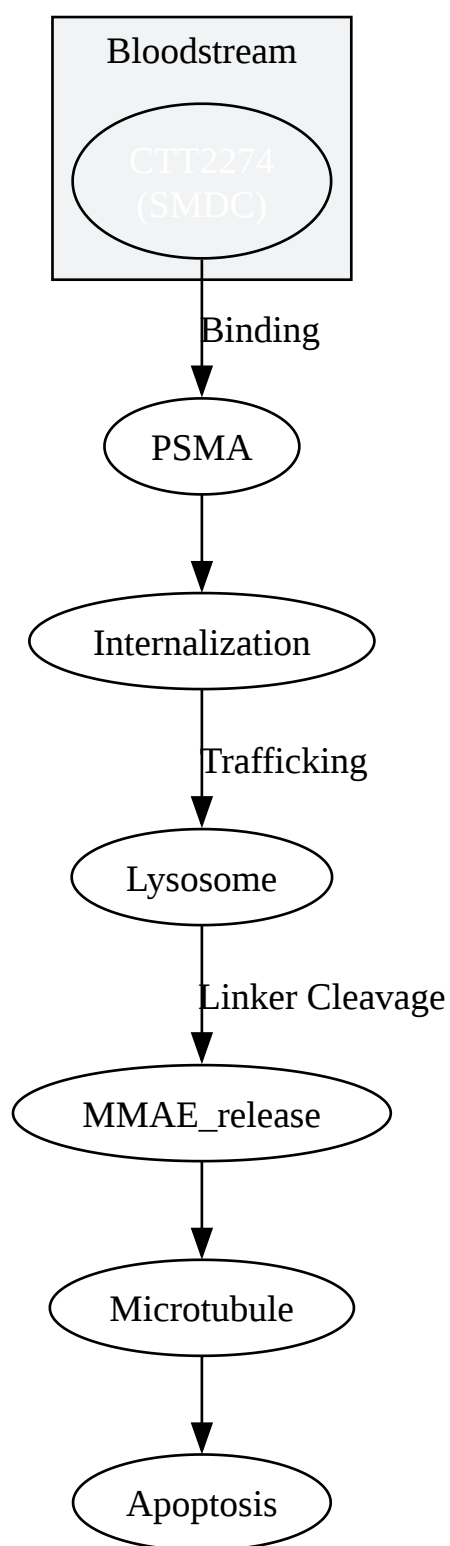 Bloodstream
CTT2274
(SMDC)
Binding
PSMA
Internalization
Trafficking
Lysosome
Linker Cleavage
MMAE_release
Microtubule
Apoptosis